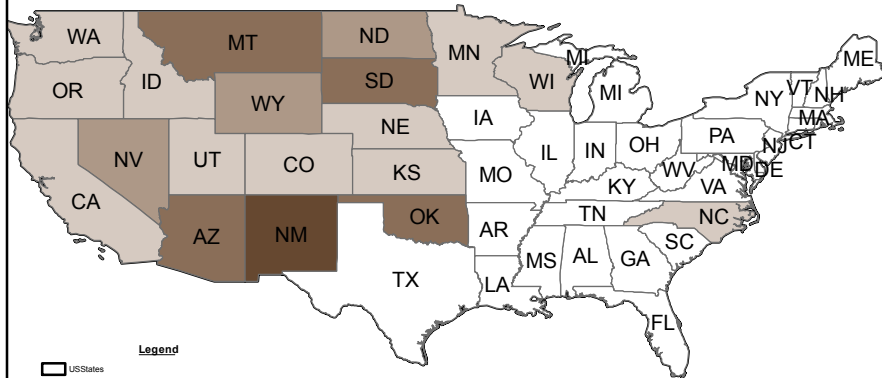 WA
MT
ND
MN
MI
ME
OR
ID
SD
WI
MI
NY
VT
NH
WY
MA
IA
NE
PA
NJ
CT
NV
UT
CO
IL
IN
OH
MD
DE
KS
MO
WV
VA
CA
KY
AZ
NM
OK
AR
TN
NC
SC
MS
AL
GA
TX
LA
FL
Legend
USStates